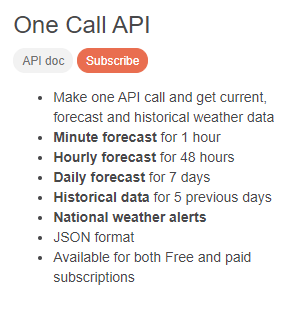 One Call API
API doc
Subscribe
Make one API call and get current,
forecast and historical weather data
Minute forecast for 1 hour
Hourly forecast for 48 hours
Daily forecast for 7 days
Historical data for 5 previous days
National weather alerts
JSON format
Available for both Free and paid
subscriptions